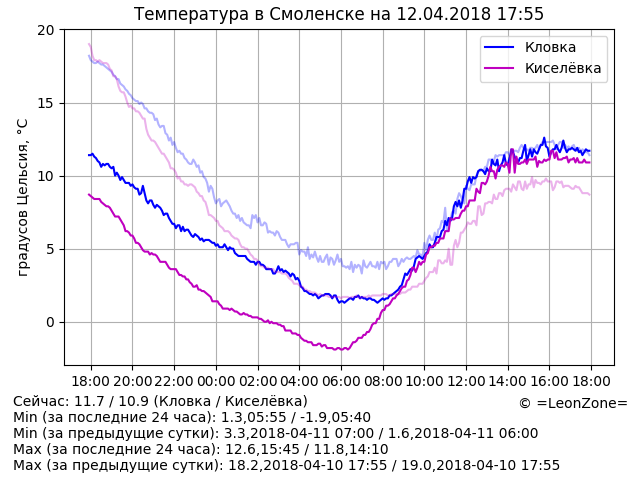 Температура в Смоленске на 12.04.2018 17:55
градусов Цельсия, °C
20
15
10
5
0
Кловка
Киселёвка
18:00 20:00 22:00 00:00 02:00 04:00 06:00 08:00 10:00 12:00 14:00 16:00 18:00
Сейчас: 11.7 / 10.9 (Кловка / Киселёвка)
© =LeonZone=
Min (за последние 24 часа): 1.3,05:55 / -1.9,05:40
Min (за предыдущие сутки): 3.3,2018-04-11 07:00 / 1.6,2018-04-11 06:00
Max (за последние 24 часа): 12.6,15:45 / 11.8,14:10
Max (за предыдущие сутки): 18.2,2018-04-10 17:55 / 19.0,2018-04-10 17:55